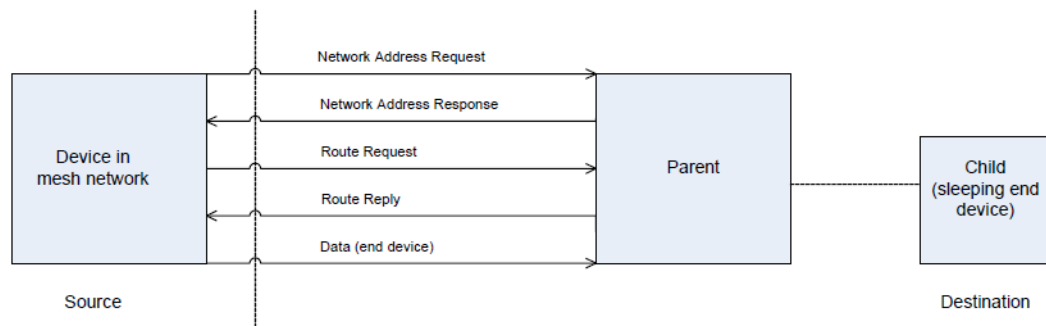 Network Address Request
Network Address Response
Route Request
Route Reply
Data (end device)
Device in
mesh network
Parent
Child
(sleeping end
device)
Source
Destination